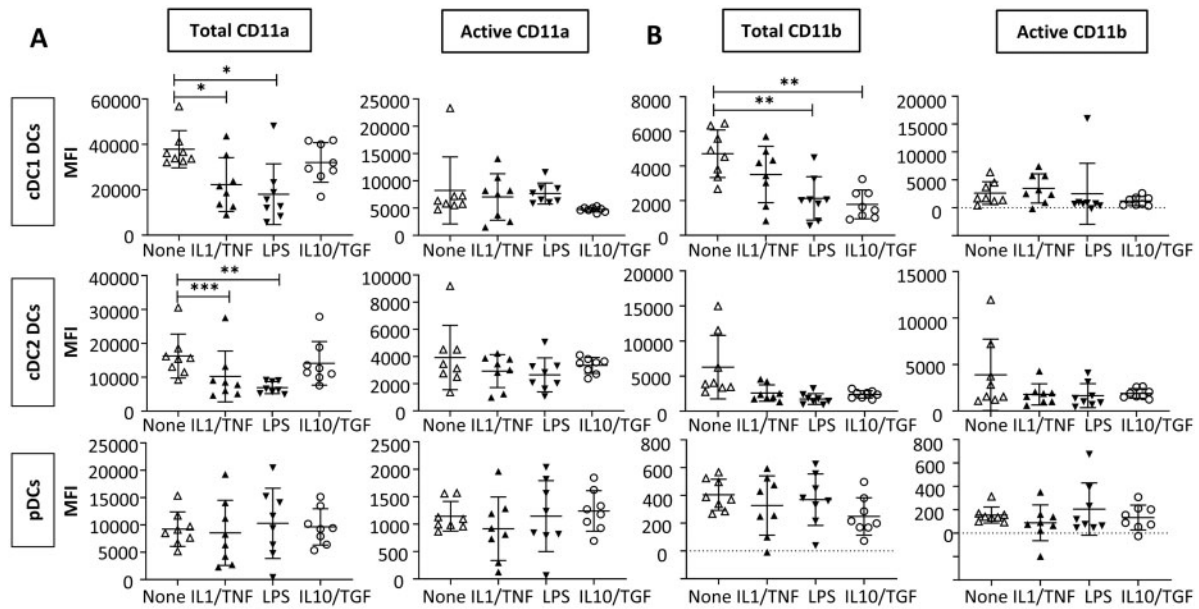 A
Total CD11a
Active CD11a
B
Total CD11b
Active CD11b
cDC1 DCs
MFI
60000
40000
20000
0
*
*
None IL1/TNF LPS IL10/TGF
25000
20000
15000
10000
5000
0
None IL1/TNF LPS IL10/TGF
8000
6000
4000
2000
0
**
**
None IL1/TNF LPS IL10/TGF
20000
15000
10000
5000
0
None IL1/TNF LPS IL10/TGF
cDC2 DCs
MFI
40000
30000
20000
10000
0
**
***
None IL1/TNF LPS IL10/TGF
10000
8000
6000
4000
2000
0
None IL1/TNF LPS IL10/TGF
20000
15000
10000
5000
0
None IL1/TNF LPS IL10/TGF
15000
10000
5000
0
None IL1/TNF LPS IL10/TGF
pDCs
MFI
25000
20000
15000
10000
5000
0
None IL1/TNF LPS IL10/TGF
2500
2000
1500
1000
500
0
None IL1/TNF LPS IL10/TGF
800
600
400
200
0
None IL1/TNF LPS IL10/TGF
800
600
400
200
0
200
400
None IL1/TNF LPS IL10/TGF